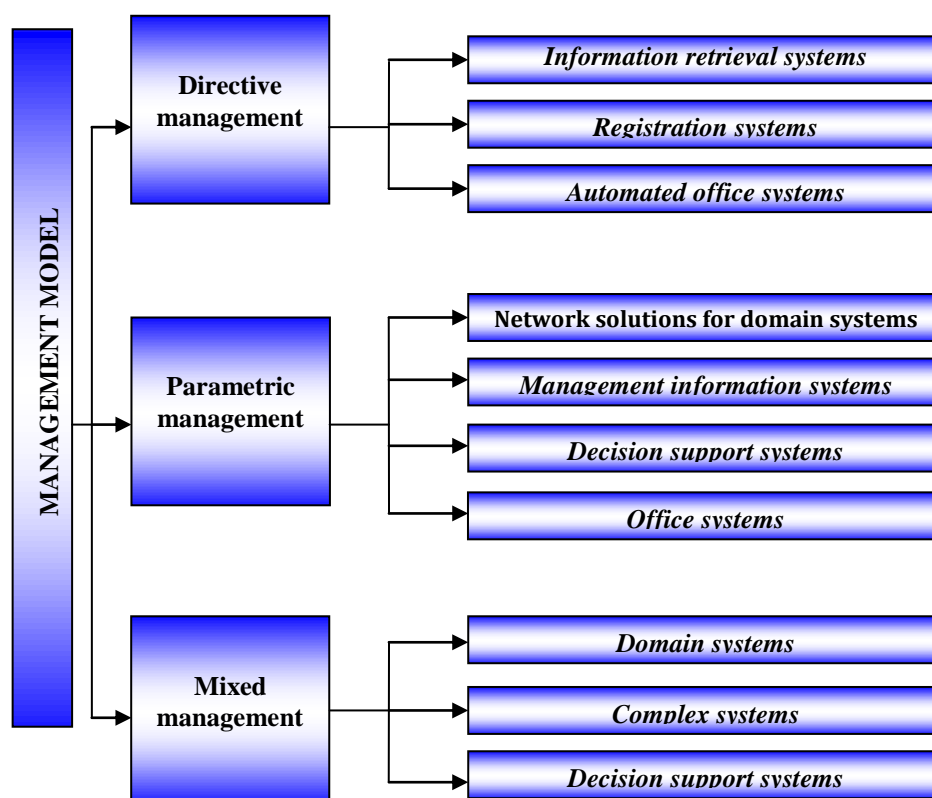 MANAGEMENT MODEL
Directive
management
Information retrieval systems
Registration systems
Automated office systems
Parametric
management
Network solutions for domain systems
Management information systems
Decision support systems
Office systems
Mixed
management
Domain systems
Complex systems
Decision support systems